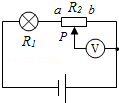 a R₂ b
R₁ P V